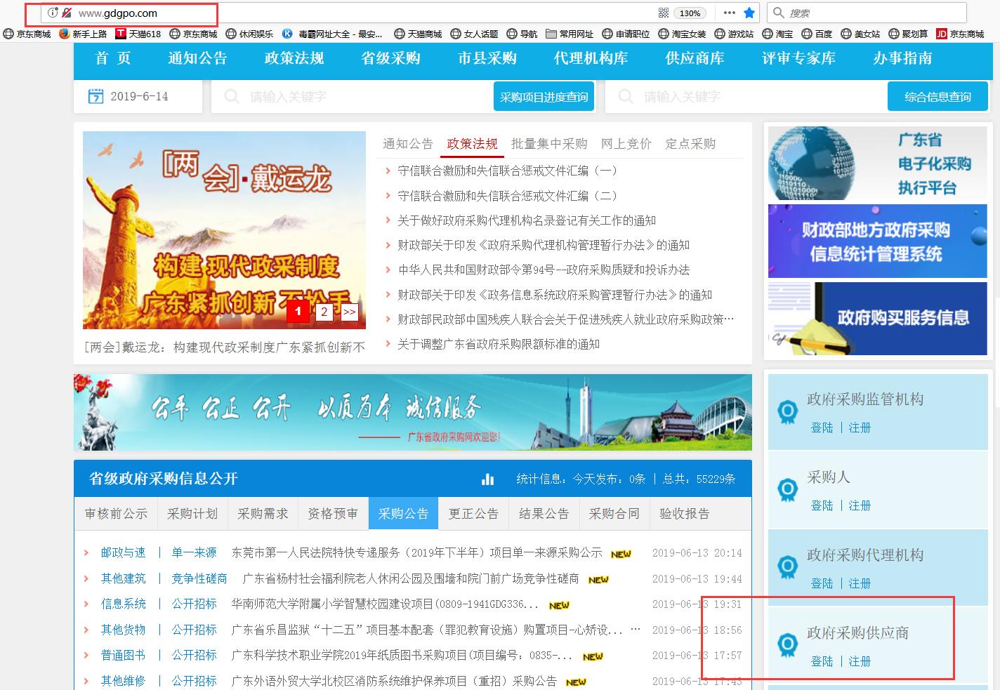 www.gdgpo.com
130%
搜索
京东商城 新手上路 天猫618 京东商城 休闲娱乐 毒霸网址大全 - 最安... 天猫商城 女人话题 导航 常用网址 申请职位 淘宝女装 游戏站 淘宝 百度 美女站 聚划算 京东商城
首 页 通知公告 政策法规 省级采购 市县采购 代理机构库 供应商库 评审专家库 办事指南
7 2019-6-14 请输入关键字 采购项目进度查询 请输入关键字 综合信息查询
[两会]·戴运龙
构建 现代政采制度
广东紧抓创新 不松手
1 2 >>
[两会]戴运龙：构建现代政采制度广东紧抓创新不
通知公告 政策法规 批量集中采购 网上竞价 定点采购
守信联合激励和失信联合惩戒文件汇编（一）
守信联合激励和失信联合惩戒文件汇编（二）
关于做好政府采购代理机构名录登记有关工作的通知
财政部关于印发《政府采购代理机构管理暂行办法》的通知
中华人民共和国财政部令第94号--政府采购质疑和投诉办法
财政部关于印发《政务信息系统政府采购管理暂行办法》的通知
财政部民政部中国残疾人联合会关于促进残疾人就业政府采购政策…
关于调整广东省政府采购限额标准的通知
广东省
电子化采购
执行平台
财政部地方政府采购
信息统计管理系统
政府购买服务信息
公平 公正 公开 以质为本 诚信服务
——— 广东省政府采购网欢迎您！
省级政府采购信息公开 统计信息：今天发布：0条 | 总共：55229条
审核前公示 采购计划 采购需求 资格预审 采购公告 更正公告 结果公告 采购合同 验收报告
邮政与速 | 单一来源 东莞市第一人民法院特快专递服务（2019年下半年）项目单一来源采购公示 NEW 2019-06-13 20:14
其他建筑 | 竞争性磋商 广东省杨村社会福利院老人休闲公园及围墙和院门前广场竞争性磋商 NEW 2019-06-13 19:44
信息系统 | 公开招标 华南师范大学附属小学智慧校园建设项目(0809-1941GDG336... NEW 2019-06-13 19:31
其他货物 | 公开招标 广东省乐昌监狱“十二五”项目基本配套（罪犯教育设施）购置项目-心矫设... … 2019-06-13 18:56
普通图书 | 公开招标 广东科学技术职业学院2019年纸质图书采购项目(项目编号：0835-... NEW 2019-06-13 17:57
其他维修 | 公开招标 广东外语外贸大学北校区消防系统维护保养项目（重招）采购公告 NEW 2019-06-13 17:43
政府采购监管机构
登陆 | 注册
采购人
登陆 | 注册
政府采购代理机构
登陆 | 注册
政府采购供应商
登陆 | 注册